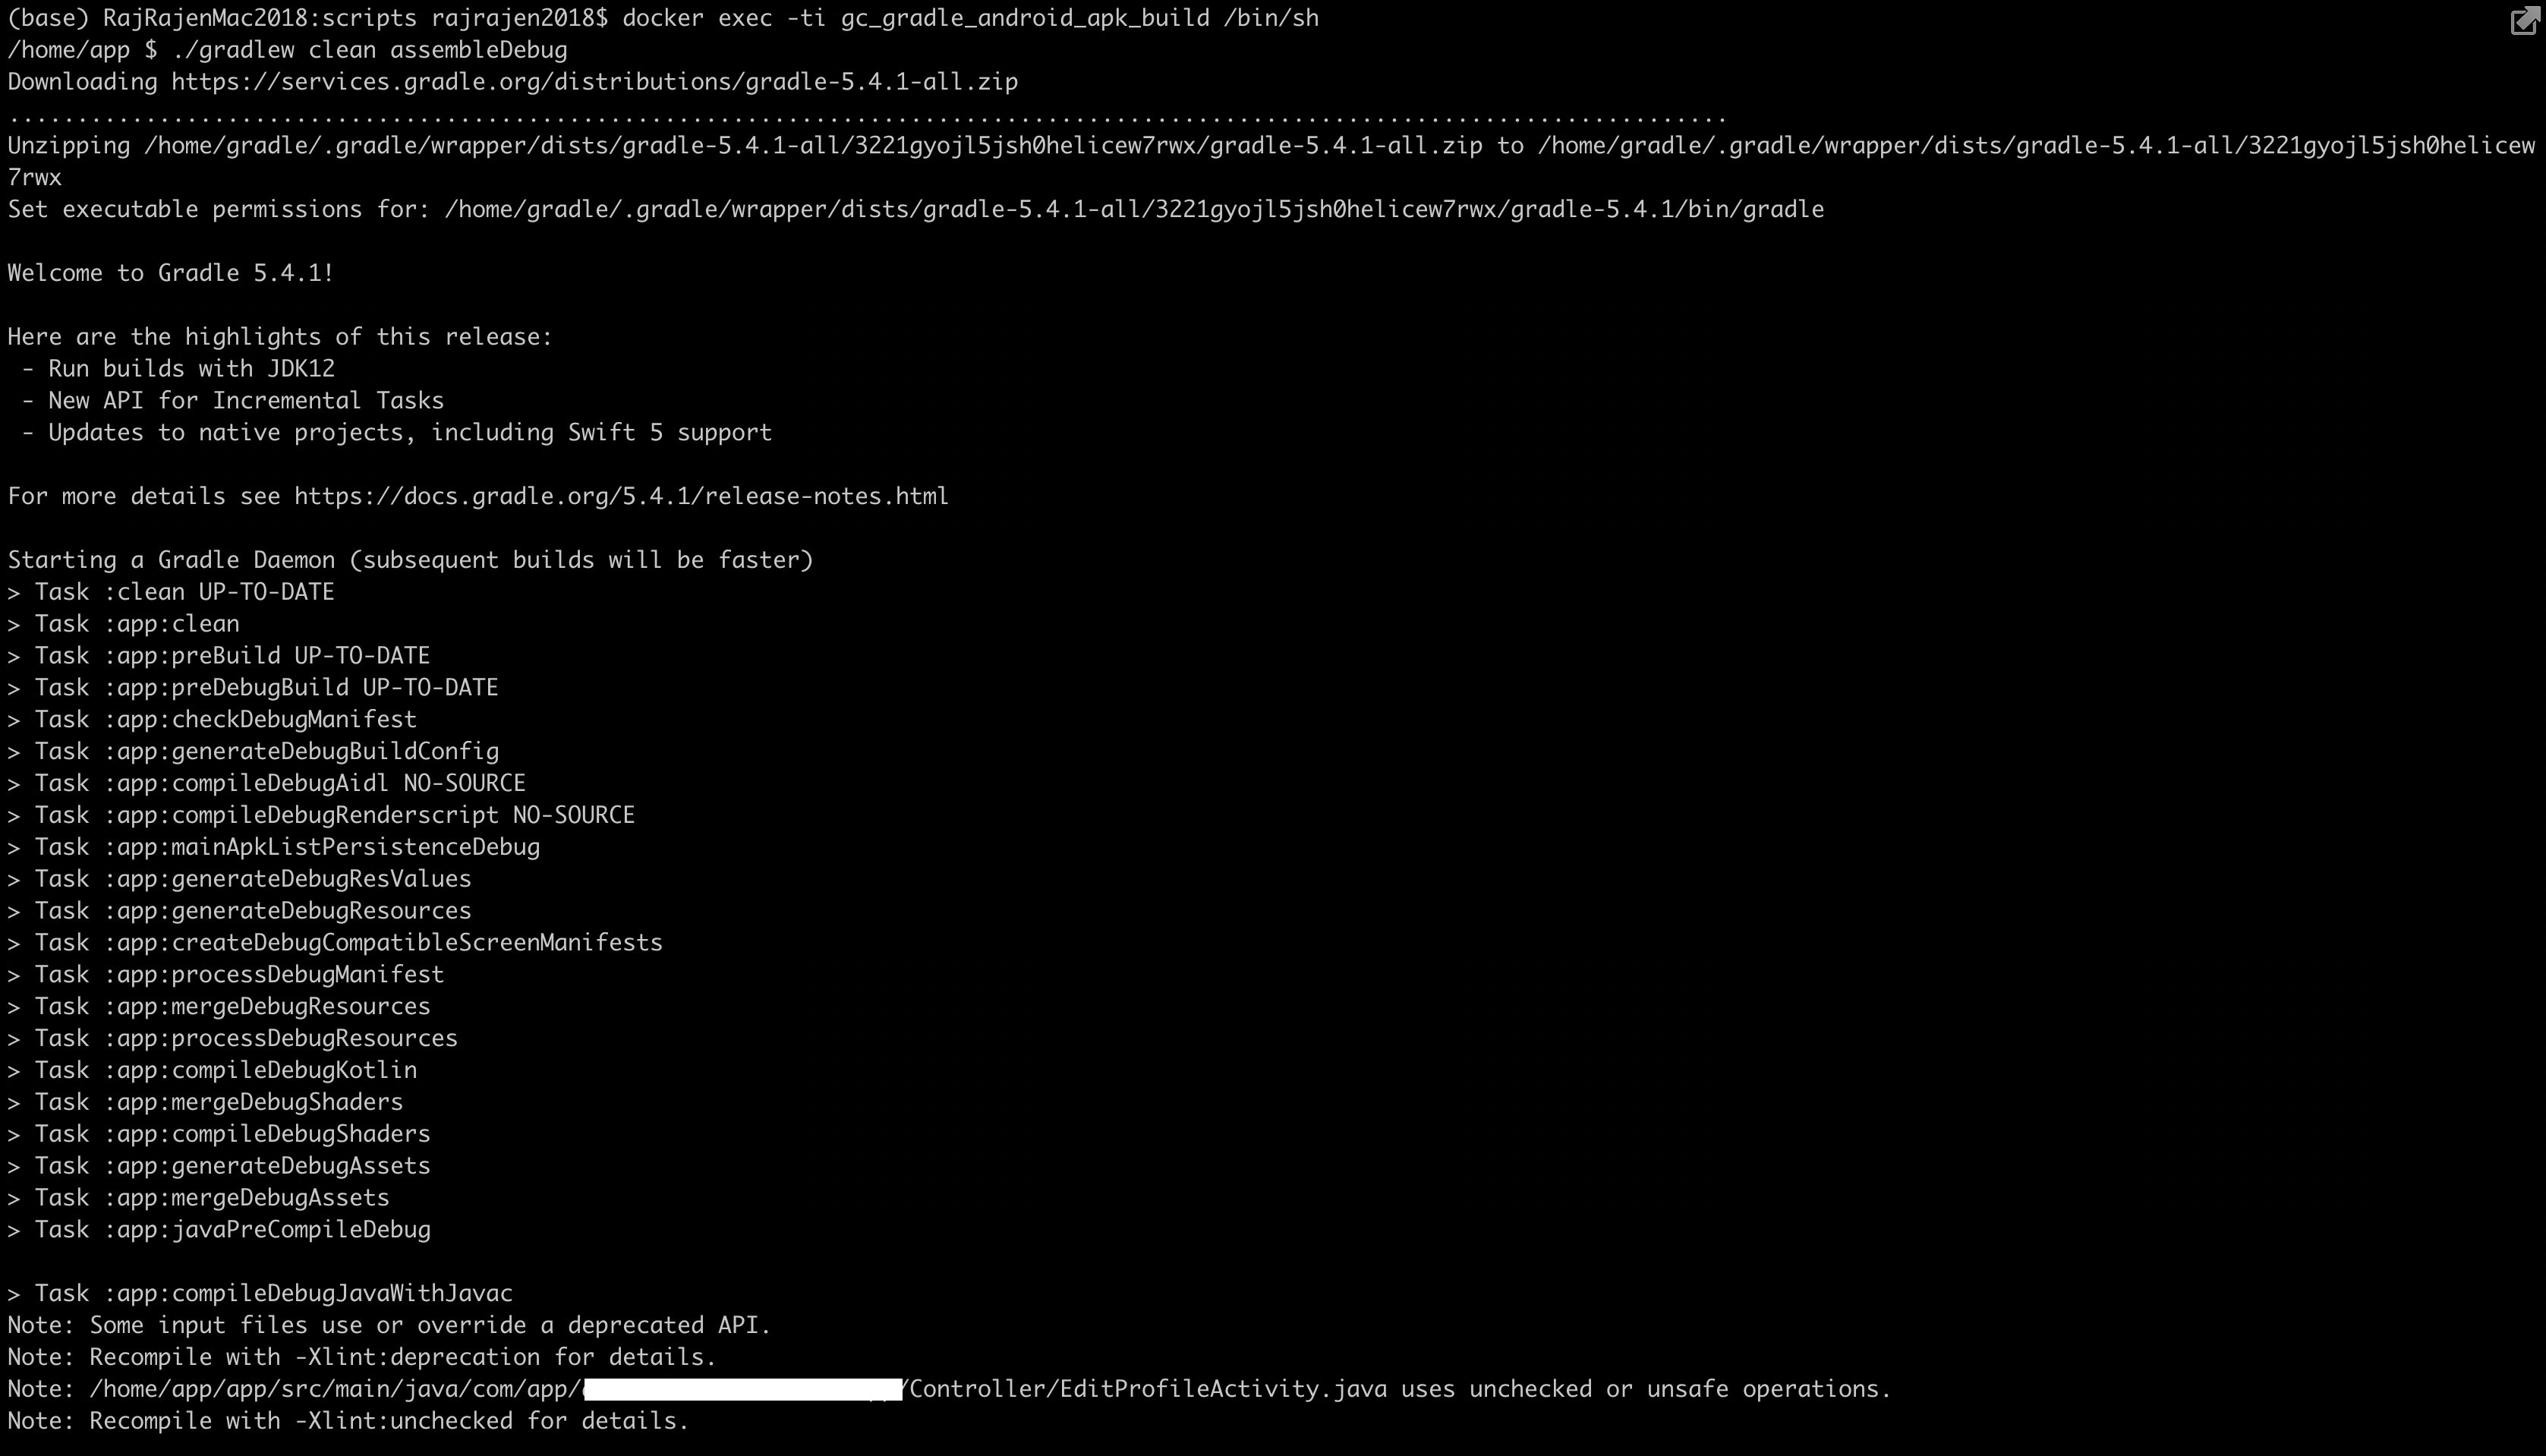 (base) RajRajenMac2018:scripts rajrajen2018$ docker exec -ti gc_gradle_android_apk_build /bin/sh
/home/app $ ./gradlew clean assembleDebug
Downloading https://services.gradle.org/distributions/gradle-5.4.1-all.zip
..............................................................................................................................
Unzipping /home/gradle/.gradle/wrapper/dists/gradle-5.4.1-all/3221gyojl5jsh0helicew7rwx/gradle-5.4.1-all.zip to /home/gradle/.gradle/wrapper/dists/gradle-5.4.1-all/3221gyojl5jsh0helicew
7rwx
Set executable permissions for: /home/gradle/.gradle/wrapper/dists/gradle-5.4.1-all/3221gyojl5jsh0helicew7rwx/gradle-5.4.1/bin/gradle
Welcome to Gradle 5.4.1!
Here are the highlights of this release:
 - Run builds with JDK12
 - New API for Incremental Tasks
 - Updates to native projects, including Swift 5 support
For more details see https://docs.gradle.org/5.4.1/release-notes.html
Starting a Gradle Daemon (subsequent builds will be faster)
> Task :clean UP-TO-DATE
> Task :app:clean
> Task :app:preBuild UP-TO-DATE
> Task :app:preDebugBuild UP-TO-DATE
> Task :app:checkDebugManifest
> Task :app:generateDebugBuildConfig
> Task :app:compileDebugAidl NO-SOURCE
> Task :app:compileDebugRenderscript NO-SOURCE
> Task :app:mainApkListPersistenceDebug
> Task :app:generateDebugResValues
> Task :app:generateDebugResources
> Task :app:createDebugCompatibleScreenManifests
> Task :app:processDebugManifest
> Task :app:mergeDebugResources
> Task :app:processDebugResources
> Task :app:compileDebugKotlin
> Task :app:mergeDebugShaders
> Task :app:compileDebugShaders
> Task :app:generateDebugAssets
> Task :app:mergeDebugAssets
> Task :app:javaPreCompileDebug
> Task :app:compileDebugJavaWithJavac
Note: Some input files use or override a deprecated API.
Note: Recompile with -Xlint:deprecation for details.
Note: /home/app/app/src/main/java/com/app/ /Controller/EditProfileActivity.java uses unchecked or unsafe operations.
Note: Recompile with -Xlint:unchecked for details.